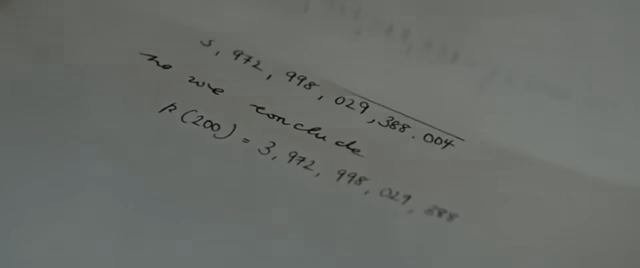 3, 972, 998, 029, 388.004
so we conclude
p(200) = 3, 972, 998, 029, 388